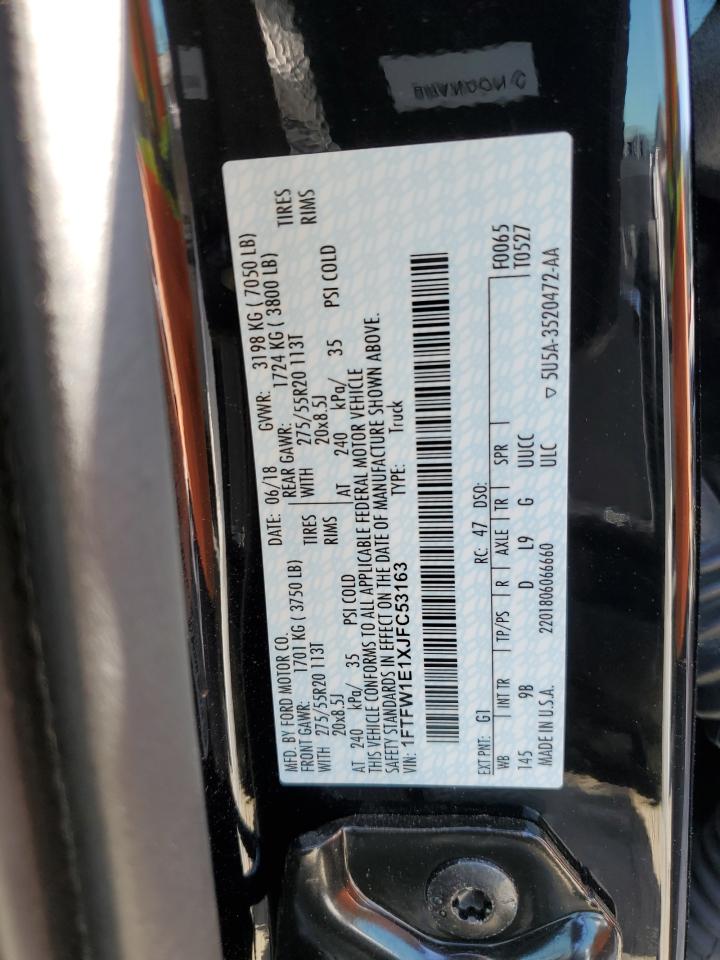 MFD. BY FORD MOTOR CO.
DATE: 06/18 GVWR: 3198 KG ( 7050 LB)
FRONT GAWR: 1701 KG ( 3750 LB) REAR GAWR: 1724 KG ( 3800 LB)
WITH 275/55R20 113T TIRES WITH 275/55R20 113T TIRES
20x8.5J RIMS 20x8.5J RIMS
AT 240 kPa/ 35 PSI COLD AT 240 kPa/ 35 PSI COLD
THIS VEHICLE CONFORMS TO ALL APPLICABLE FEDERAL MOTOR VEHICLE
SAFETY STANDARDS IN EFFECT ON THE DATE OF MANUFACTURE SHOWN ABOVE.
VIN: 1FTFW1E1XJFC53163 TYPE: Truck
EXT PNT: G1 RC: 47 DSO: F0065
WB INT TR TP/PS R AXLE TR SPR T0527
145 9B D L9 G UUCC
MADE IN U.S.A. 2201806066660 ULC ▽ 5U5A-3520472-AA